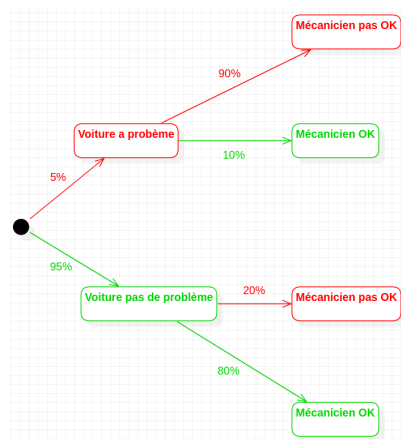 Mécanicien pas OK
90%
Voiture a probème
Mécanicien OK
10%
5%
95%
Voiture pas de problème
20%
Mécanicien pas OK
80%
Mécanicien OK